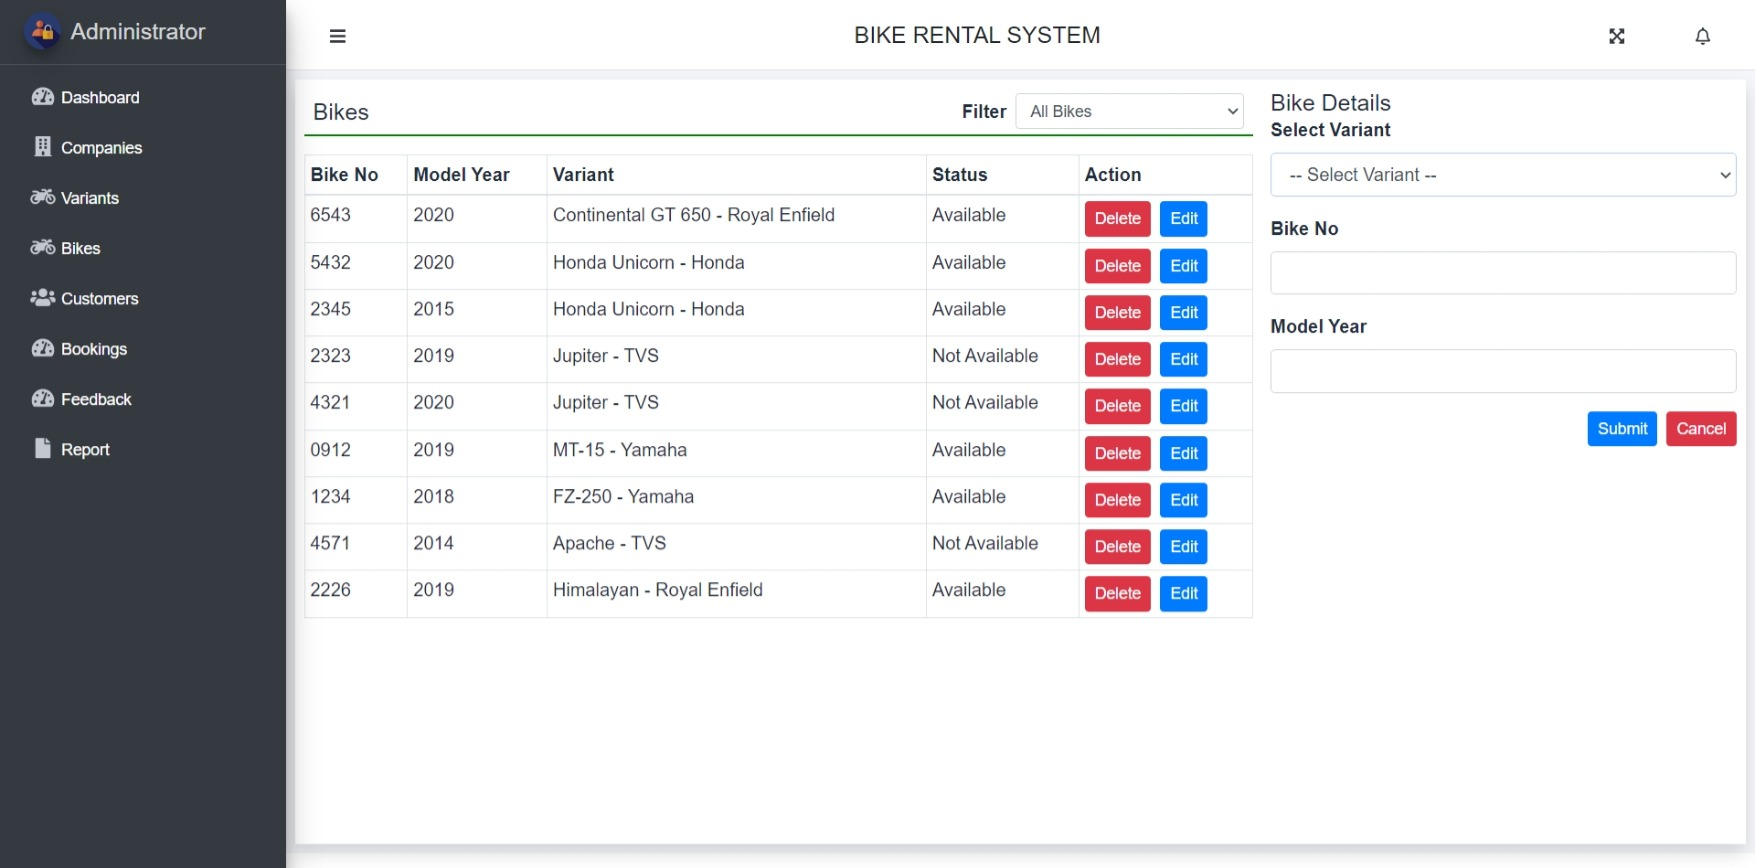 Administrator
BIKE RENTAL SYSTEM
Dashboard
Companies
Variants
Bikes
Customers
Bookings
Feedback
Report
Bikes
Filter All Bikes
Bike No Model Year Variant Status Action
6543 2020 Continental GT 650 - Royal Enfield Available Delete Edit
5432 2020 Honda Unicorn - Honda Available Delete Edit
2345 2015 Honda Unicorn - Honda Available Delete Edit
2323 2019 Jupiter - TVS Not Available Delete Edit
4321 2020 Jupiter - TVS Not Available Delete Edit
0912 2019 MT-15 - Yamaha Available Delete Edit
1234 2018 FZ-250 - Yamaha Available Delete Edit
4571 2014 Apache - TVS Not Available Delete Edit
2226 2019 Himalayan - Royal Enfield Available Delete Edit
Bike Details
Select Variant
-- Select Variant --
Bike No
Model Year
Submit Cancel